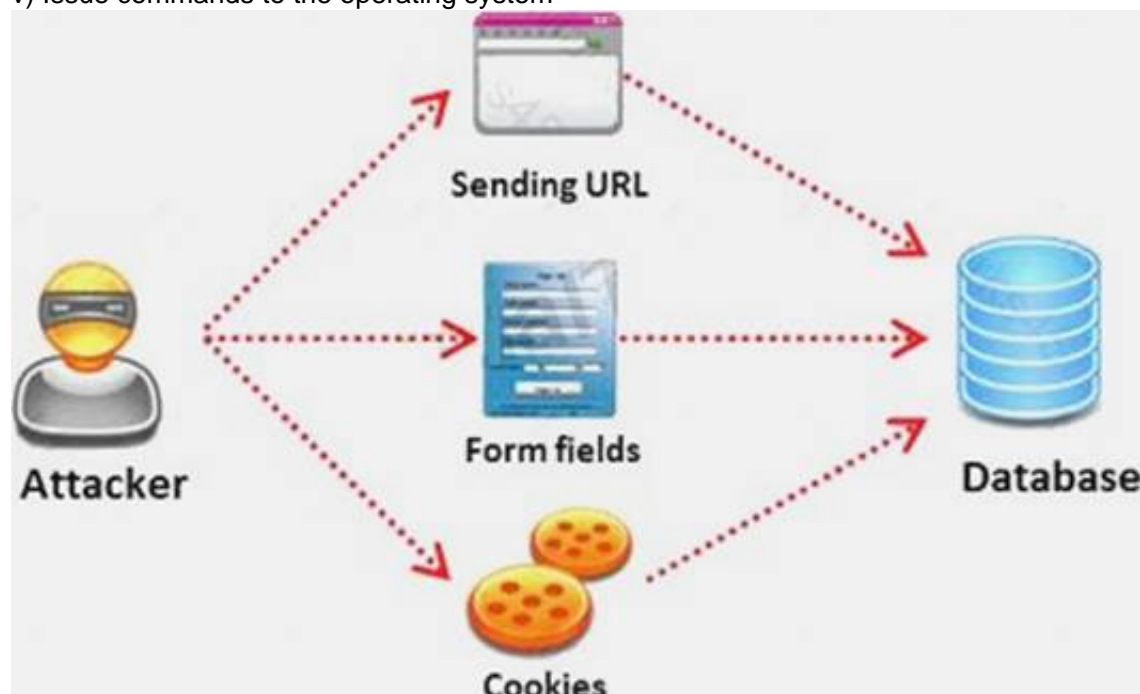 v) Issue commands to the operating system
Sending URL
Form fields
Attacker
Database
Cookies